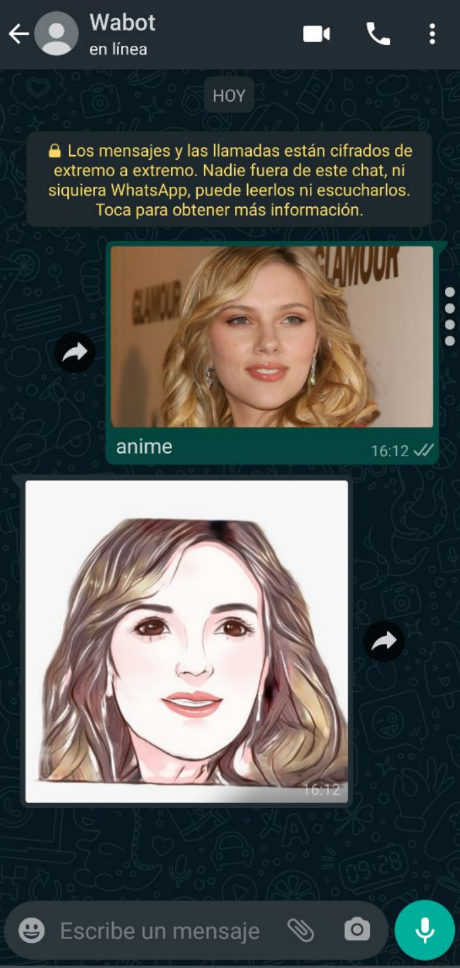 Wabot
en línea
HOY
Los mensajes y las llamadas están cifrados de
extremo a extremo. Nadie fuera de este chat, ni
siquiera WhatsApp, puede leerlos ni escucharlos.
Toca para obtener más información.
GLAMOUR
GLAMOUR
anime
16:12
16:12
Escribe un mensaje